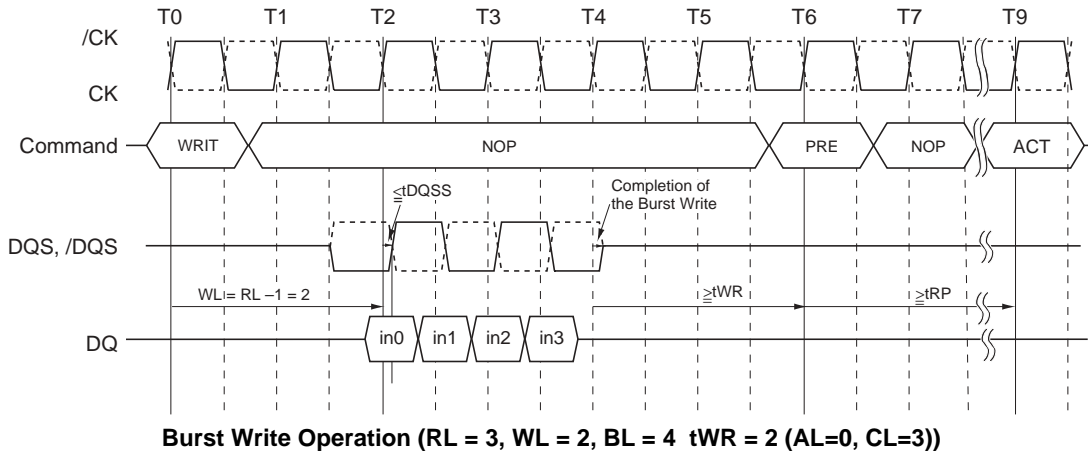 T0 T1 T2 T3 T4 T5 T6 T7 T9
/CK
CK
Command WRIT NOP PRE NOP ACT
≦tDQSS
Completion of
the Burst Write
DQS, /DQS
WL = RL –1 = 2 ≧tWR ≧tRP
DQ in0 in1 in2 in3
Burst Write Operation (RL = 3, WL = 2, BL = 4 tWR = 2 (AL=0, CL=3))